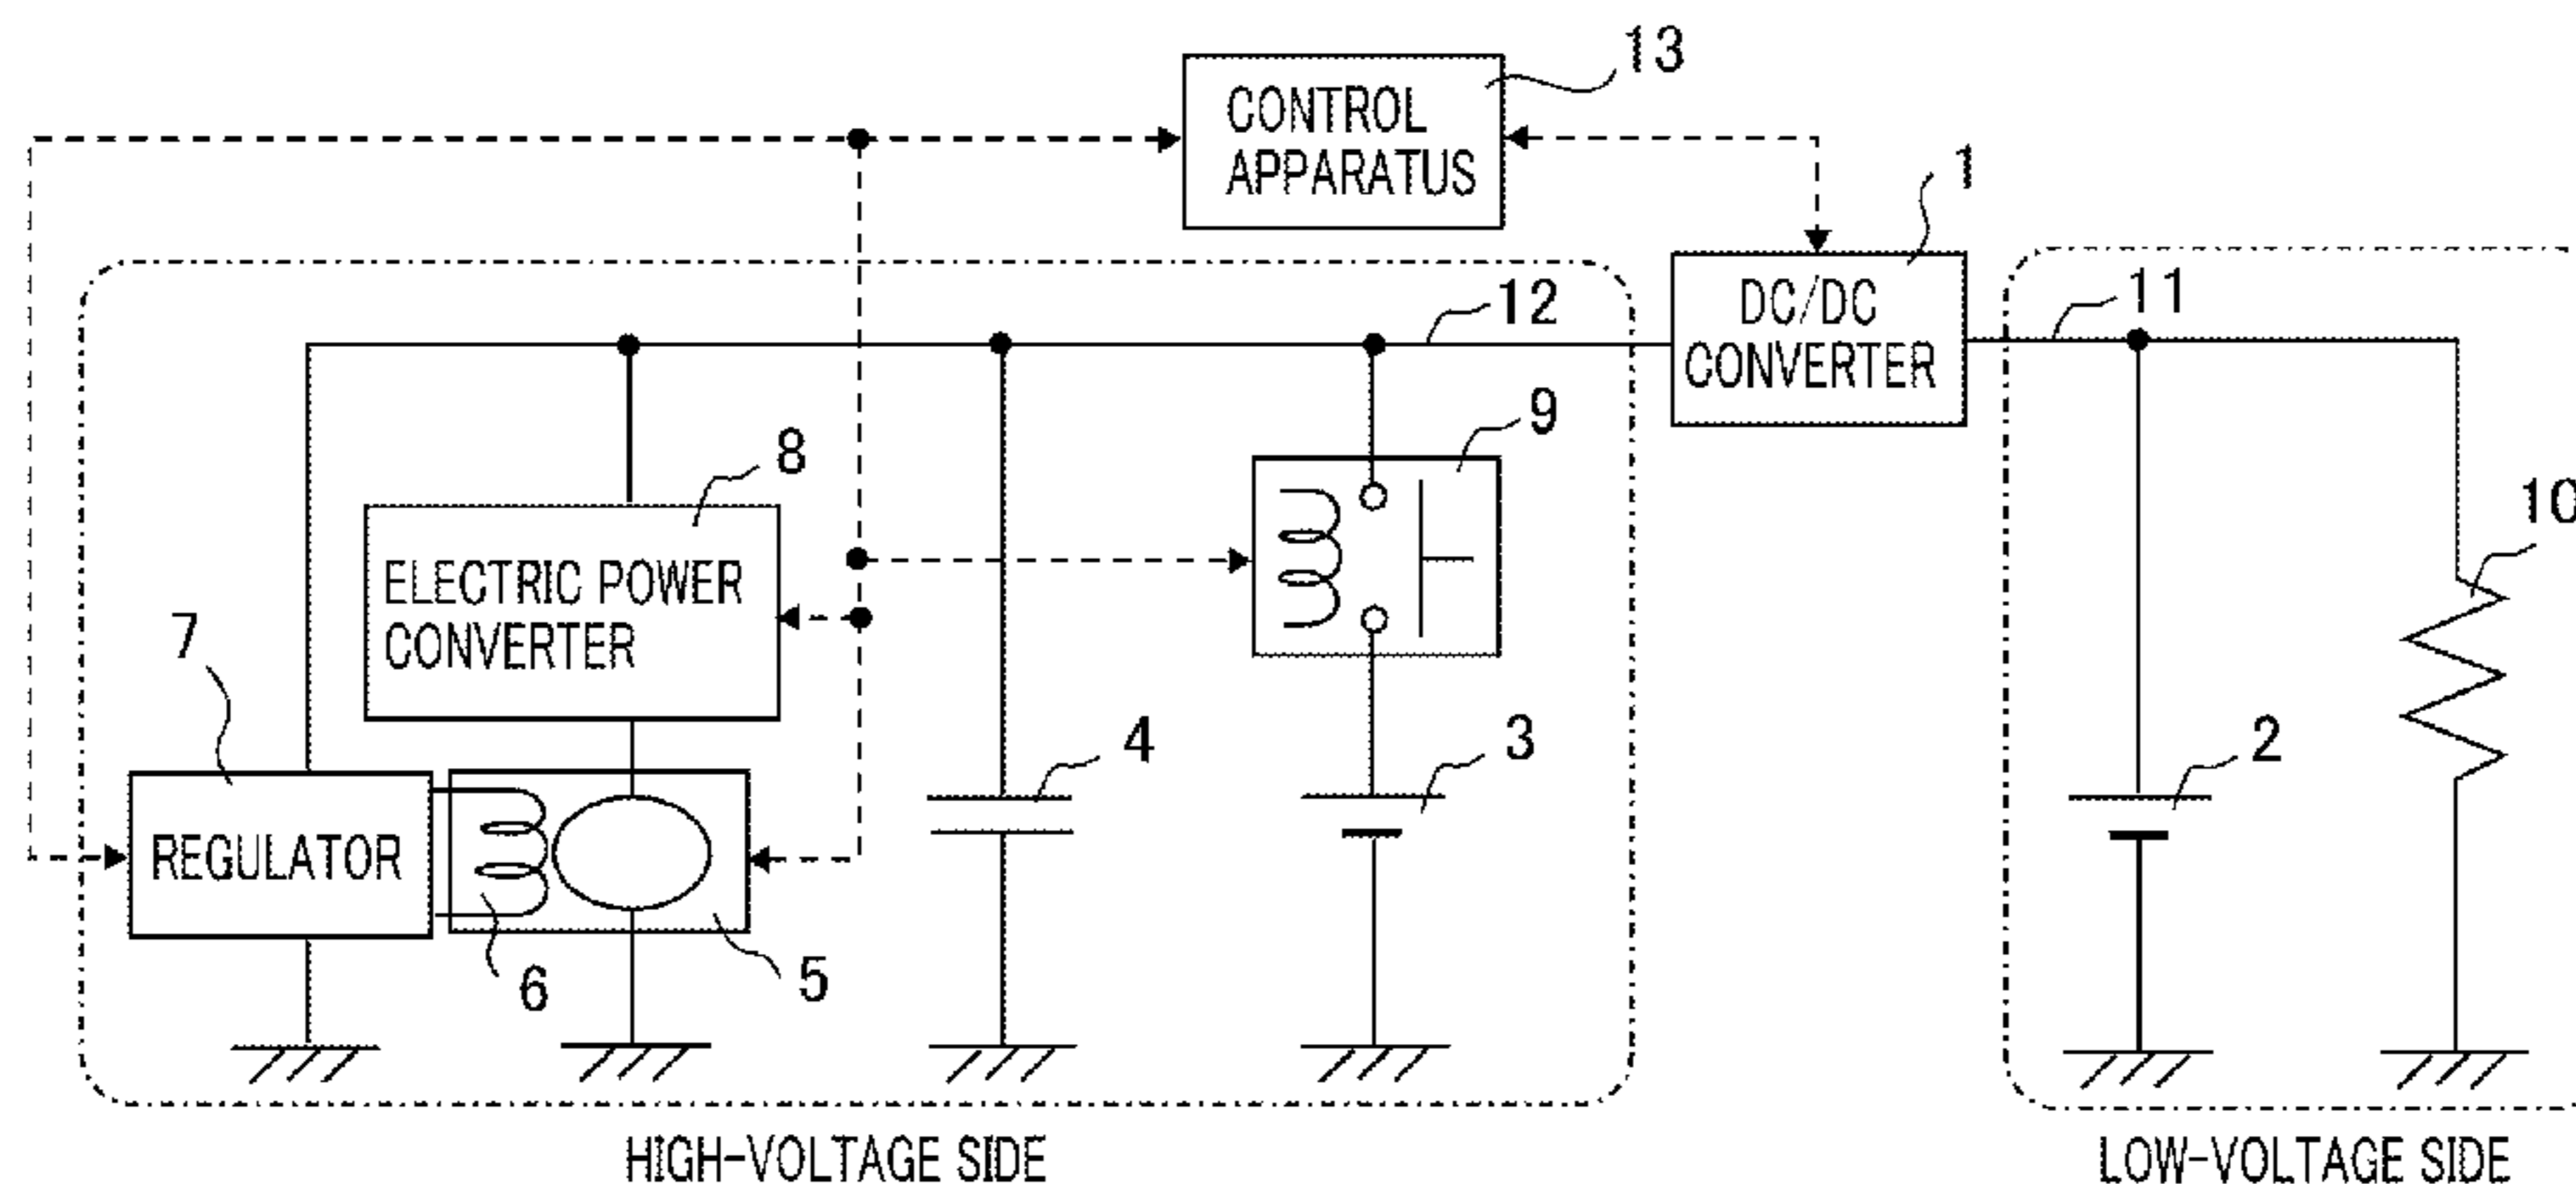 13
CONTROL
APPARATUS
1
DC/DC
CONVERTER
12
11
9
8
10
ELECTRIC POWER
CONVERTER
7
4
3
2
REGULATOR
6
5
HIGH-VOLTAGE SIDE
LOW-VOLTAGE SIDE